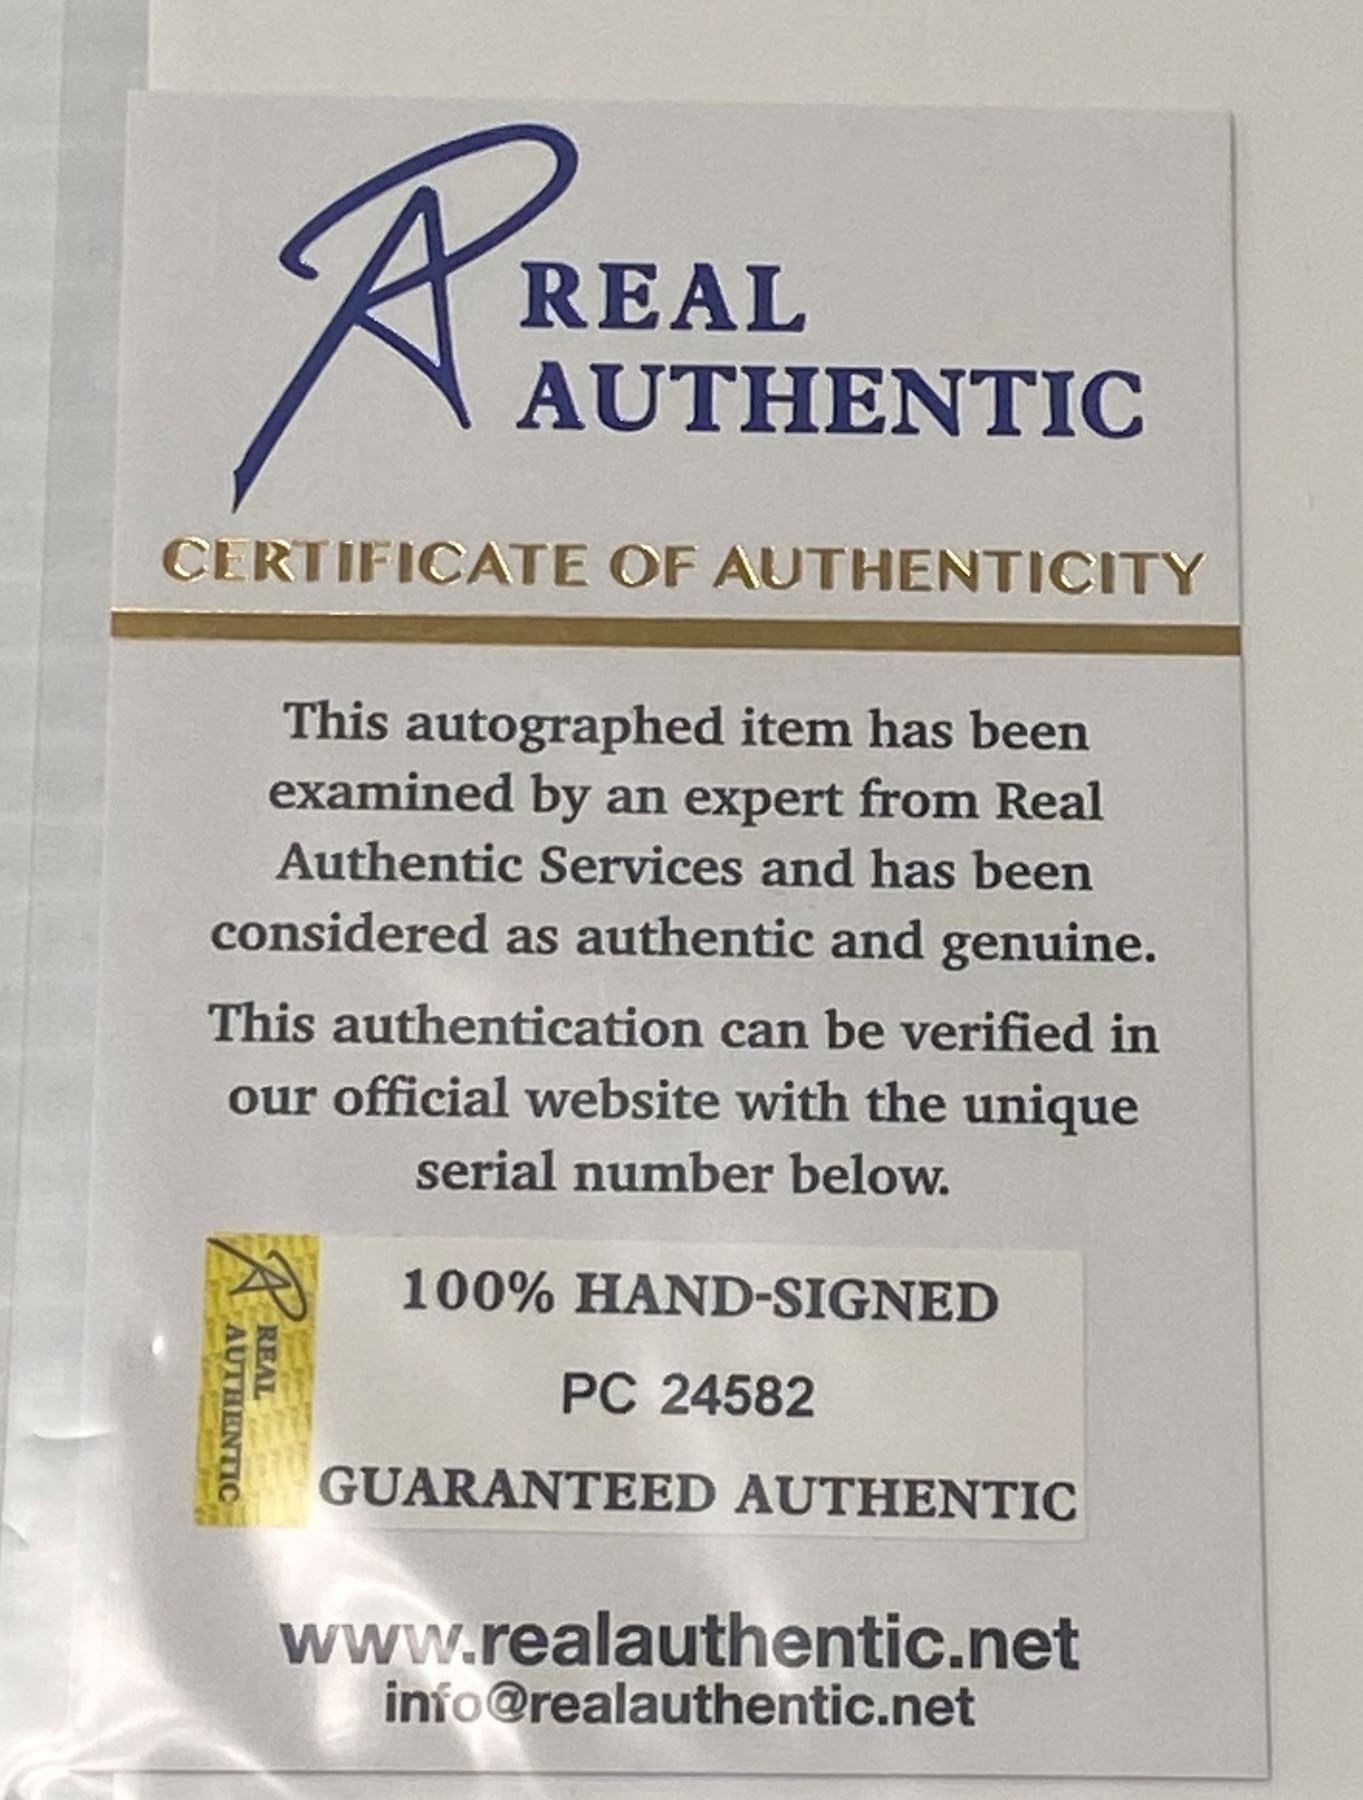 REAL
AUTHENTIC
CERTIFICATE OF AUTHENTICITY
This autographed item has been
examined by an expert from Real
Authentic Services and has been
considered as authentic and genuine.
This authentication can be verified in
our official website with the unique
serial number below.
REAL
AUTHENTIC
100% HAND-SIGNED
PC 24582
GUARANTEED AUTHENTIC
www.realauthentic.net
info@realauthentic.net